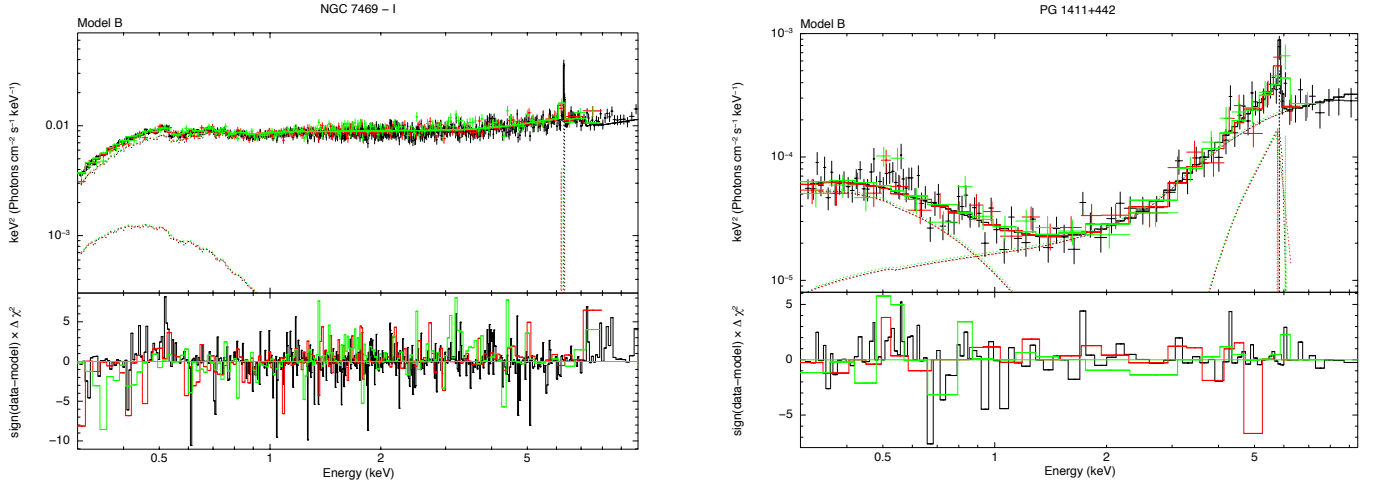 NGC 7469 − I
Model B
keV² (Photons cm⁻² s⁻¹ keV⁻¹)
0.01
10⁻³
sign(data−model) × Δ χ²
5
0
−5
−10
0.5
1
2
5
Energy (keV)
PG 1411+442
Model B
keV² (Photons cm⁻² s⁻¹ keV⁻¹)
10⁻³
10⁻⁴
10⁻⁵
sign(data−model) × Δ χ²
5
0
−5
0.5
1
2
5
Energy (keV)